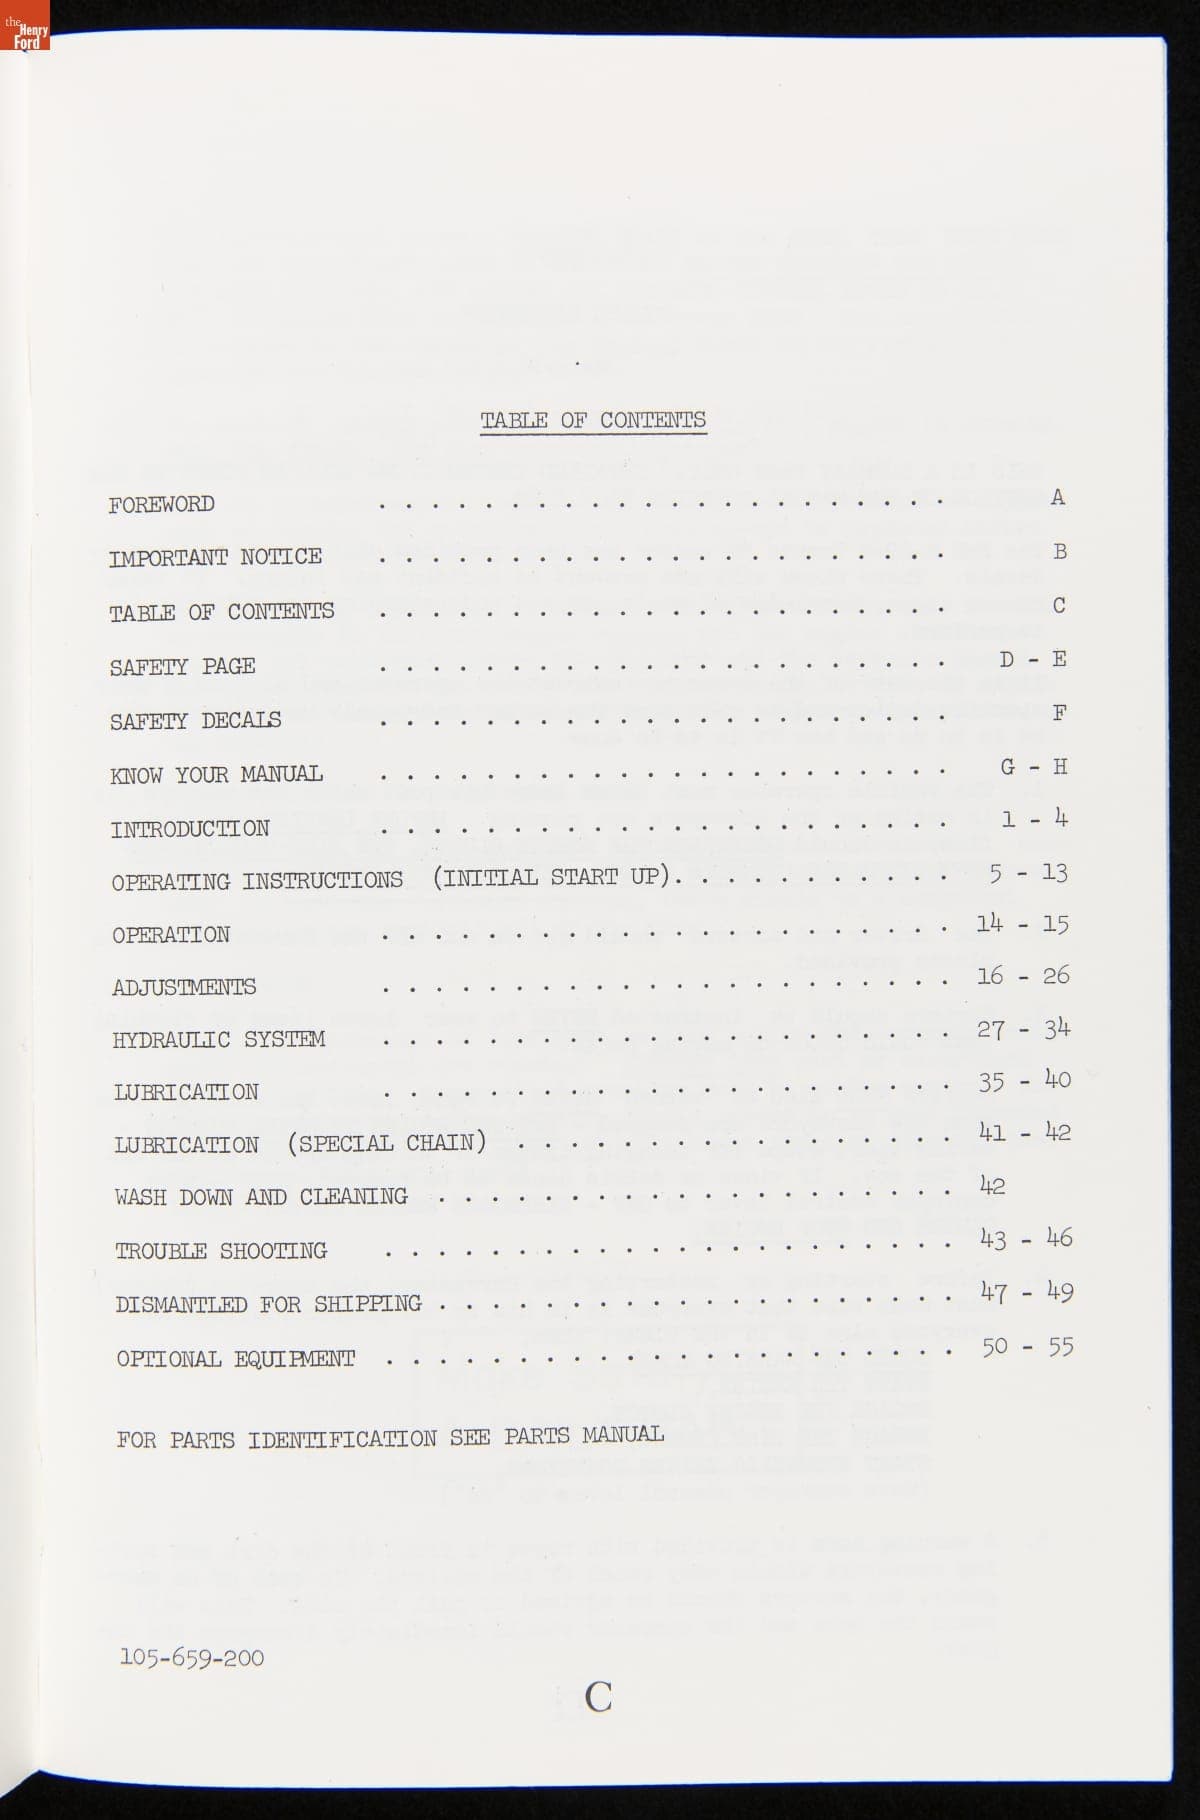 the
Henry
Ford
TABLE OF CONTENTS
FOREWORD . . . . . . . . . . . . . . . . . . . . . . A
IMPORTANT NOTICE . . . . . . . . . . . . . . . . . . . . . . B
TABLE OF CONTENTS . . . . . . . . . . . . . . . . . . . . . . C
SAFETY PAGE . . . . . . . . . . . . . . . . . . . . . . D - E
SAFETY DECALS . . . . . . . . . . . . . . . . . . . . . . F
KNOW YOUR MANUAL . . . . . . . . . . . . . . . . . . . . . . G - H
INTRODUCTION . . . . . . . . . . . . . . . . . . . . . . 1 - 4
OPERATING INSTRUCTIONS (INITIAL START UP). . . . . . . . . . . 5 - 13
OPERATION . . . . . . . . . . . . . . . . . . . . . . 14 - 15
ADJUSTMENTS . . . . . . . . . . . . . . . . . . . . . . 16 - 26
HYDRAULIC SYSTEM . . . . . . . . . . . . . . . . . . . . . . 27 - 34
LUBRICATION . . . . . . . . . . . . . . . . . . . . . . 35 - 40
LUBRICATION (SPECIAL CHAIN) . . . . . . . . . . . . . . . . . 41 - 42
WASH DOWN AND CLEANING . . . . . . . . . . . . . . . . . . . . 42
TROUBLE SHOOTING . . . . . . . . . . . . . . . . . . . . . . 43 - 46
DISMANTLED FOR SHIPPING . . . . . . . . . . . . . . . . . . . . 47 - 49
OPTIONAL EQUIPMENT . . . . . . . . . . . . . . . . . . . . . . 50 - 55
FOR PARTS IDENTIFICATION SEE PARTS MANUAL
105-659-200
C